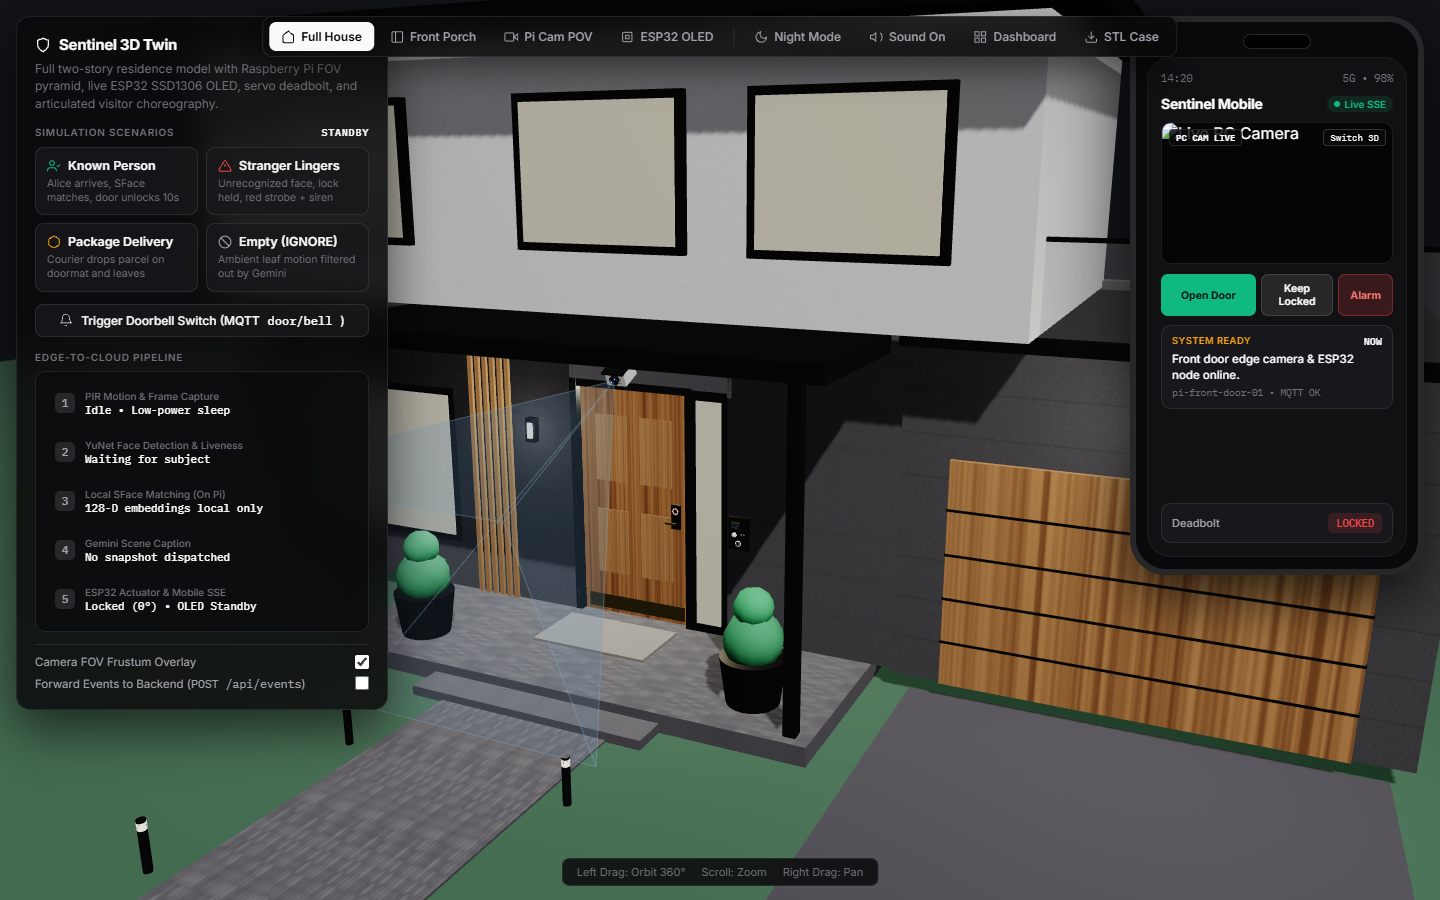 Sentinel 3D Twin
Full two-story residence model with Raspberry Pi FOV
pyramid, live ESP32 SSD1306 OLED, servo deadbolt, and
articulated visitor choreography.
SIMULATION SCENARIOS
STANDBY
Known Person
Alice arrives, SFace
matches, door unlocks 10s
Stranger Lingers
Unrecognized face, lock
held, red strobe + siren
Package Delivery
Courier drops parcel on
doormat and leaves
Empty (IGNORE)
Ambient leaf motion filtered
out by Gemini
Trigger Doorbell Switch (MQTT door/bell )
EDGE-TO-CLOUD PIPELINE
1
PIR Motion & Frame Capture
Idle • Low-power sleep
2
YuNet Face Detection & Liveness
Waiting for subject
3
Local SFace Matching (On Pi)
128-D embeddings local only
4
Gemini Scene Caption
No snapshot dispatched
5
ESP32 Actuator & Mobile SSE
Locked (0°) • OLED Standby
Camera FOV Frustum Overlay
Forward Events to Backend (POST /api/events)
Full House
Front Porch
Pi Cam POV
ESP32 OLED
Night Mode
Sound On
Dashboard
STL Case
14:20
5G • 98%
Sentinel Mobile
Live SSE
PC CAM LIVE
Camera
Switch 3D
Open Door
Keep
Locked
Alarm
SYSTEM READY
NOW
Front door edge camera & ESP32
node online.
pi-front-door-01 • MQTT OK
Deadbolt
LOCKED
Left Drag: Orbit 360°
Scroll: Zoom
Right Drag: Pan